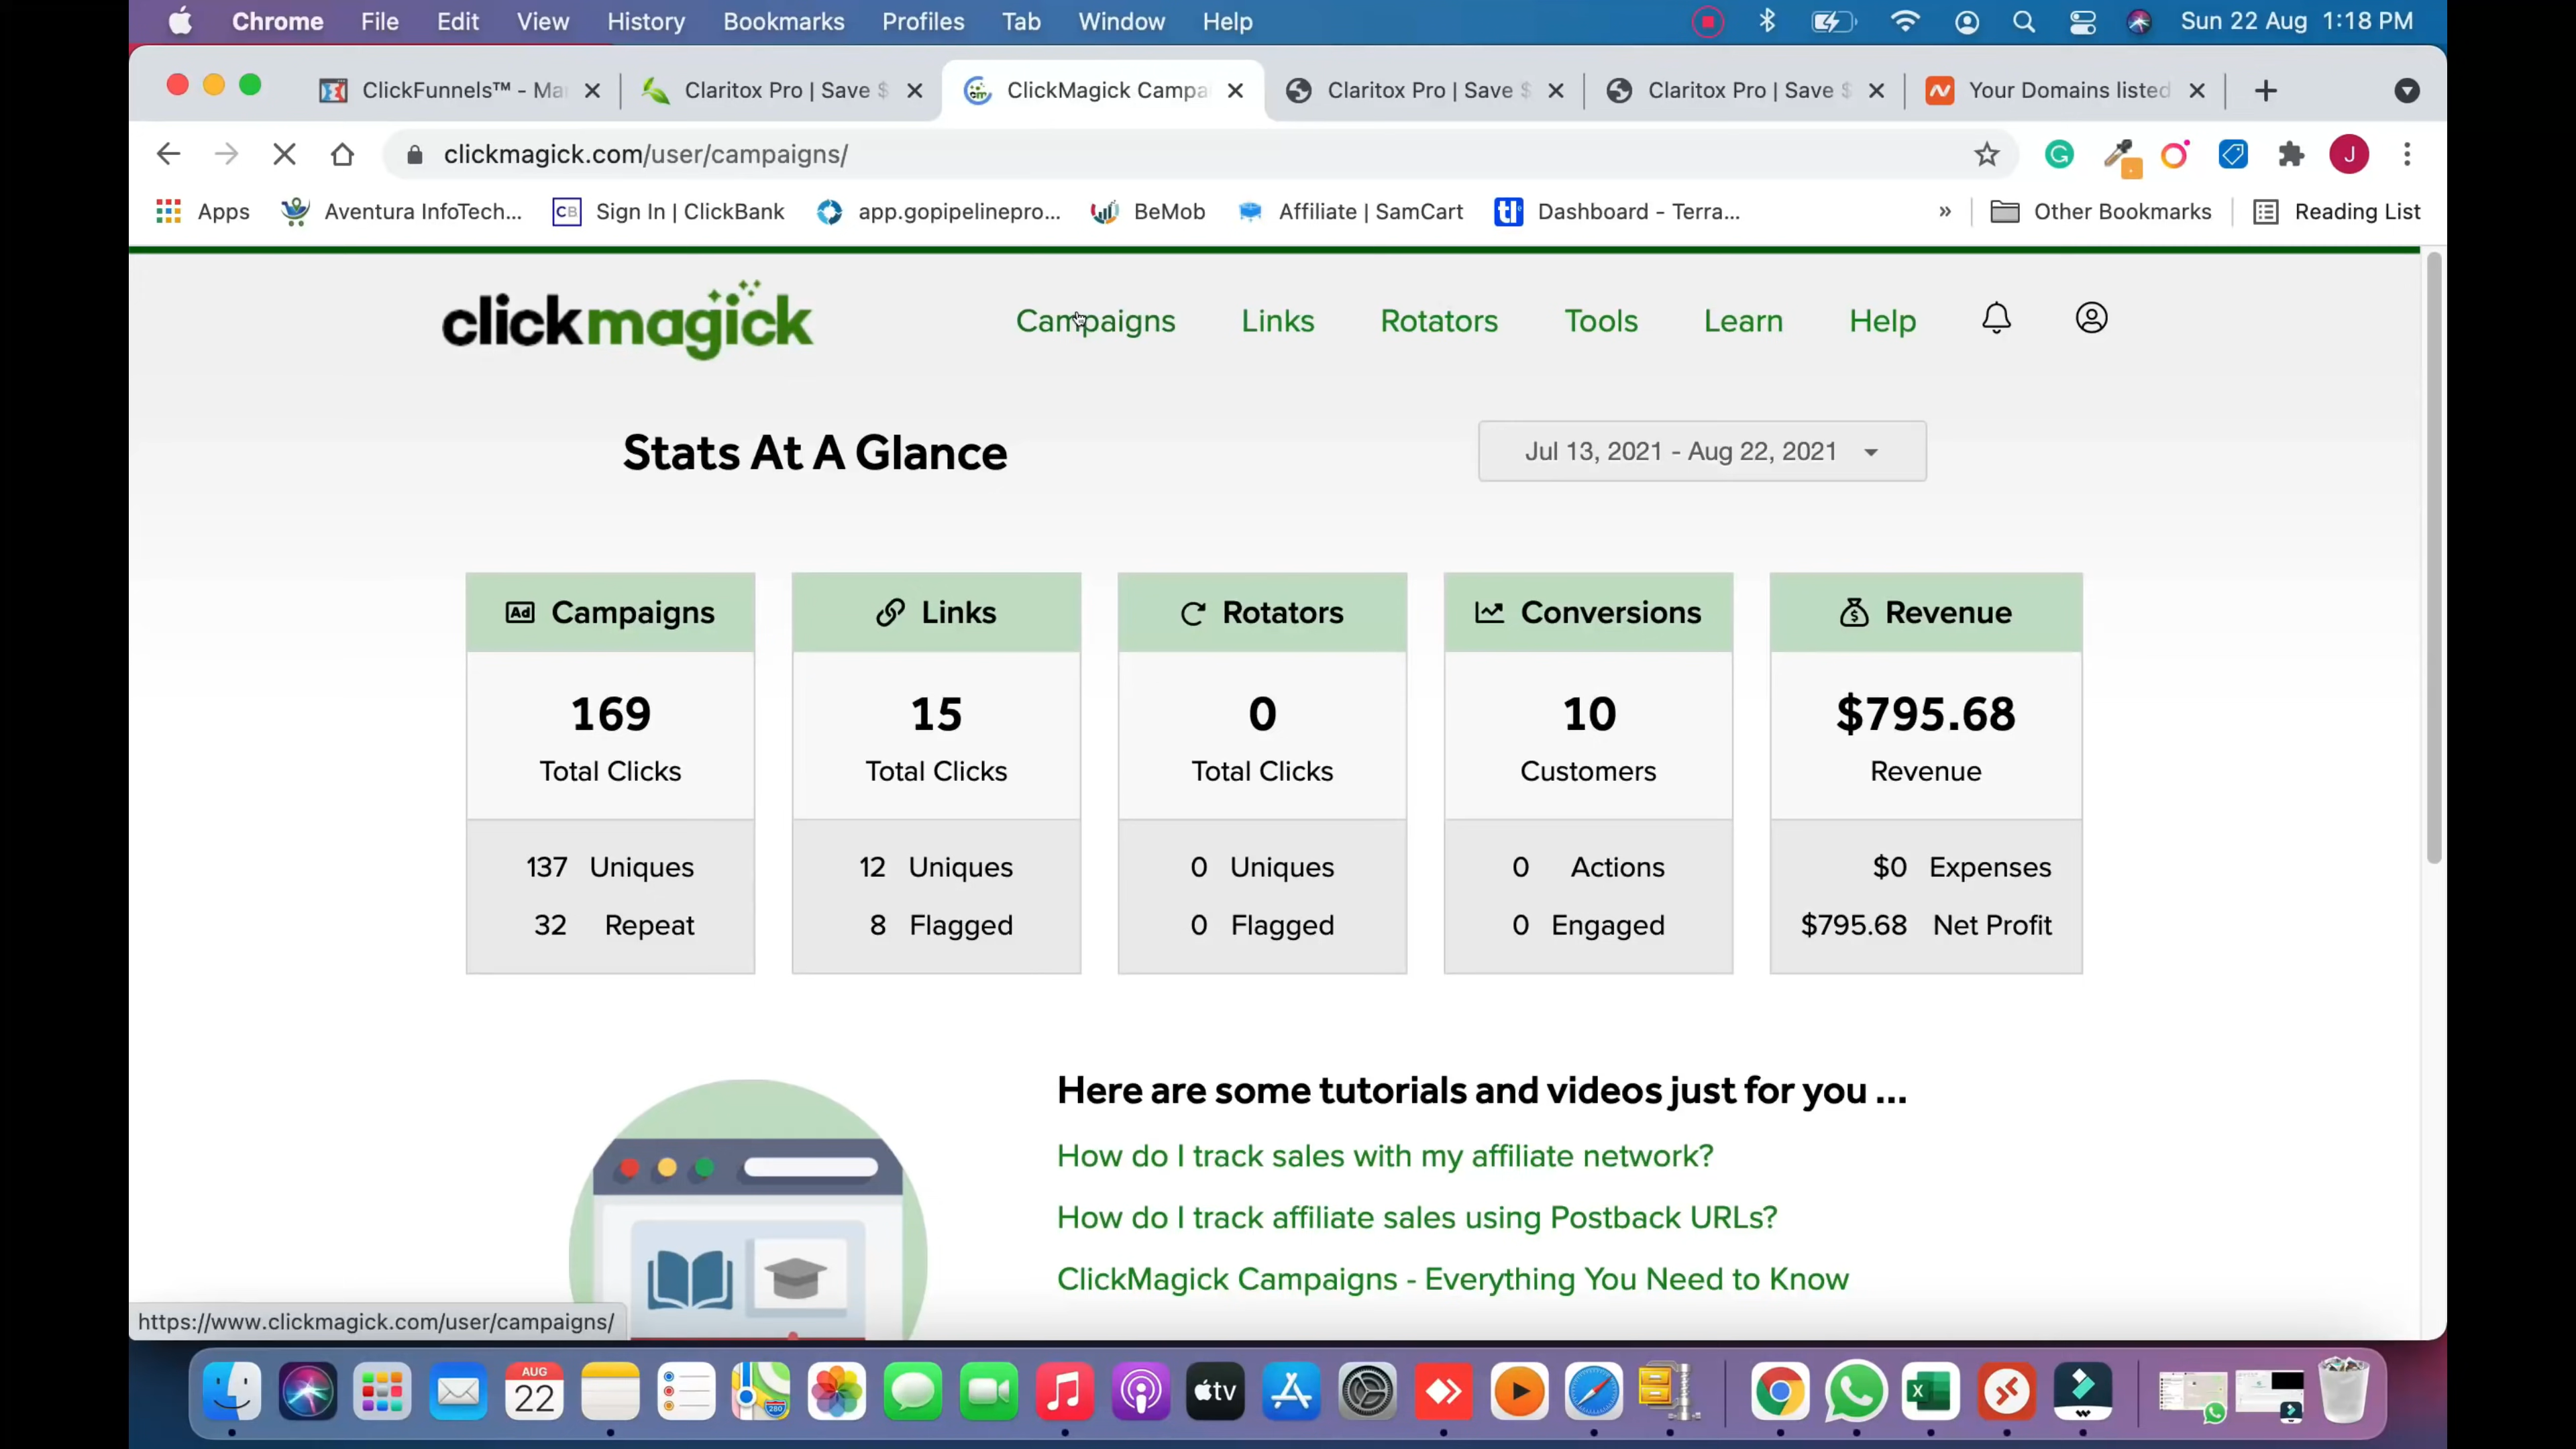 Chrome File Edit View History Bookmarks Profiles Tab Window Help Sun 22 Aug 1:18 PM
ClickFunnels™ - Ma Claritox Pro | Save $ ClickMagick Campa Claritox Pro | Save $ Claritox Pro | Save $ Your Domains listed
clickmagick.com/user/campaigns/ J
Apps Aventura InfoTech... CB Sign In | ClickBank app.gopipelinepro... BeMob Affiliate | SamCart tl Dashboard - Terra... » Other Bookmarks Reading List
clickmagick Campaigns Links Rotators Tools Learn Help
Stats At A Glance Jul 13, 2021 - Aug 22, 2021
Ad Campaigns Links Rotators Conversions Revenue
169 15 0 10 $795.68
Total Clicks Total Clicks Total Clicks Customers Revenue
137 Uniques 12 Uniques 0 Uniques 0 Actions $0 Expenses
32 Repeat 8 Flagged 0 Flagged 0 Engaged $795.68 Net Profit
Here are some tutorials and videos just for you ...
How do I track sales with my affiliate network?
How do I track affiliate sales using Postback URLs?
ClickMagick Campaigns - Everything You Need to Know
https://www.clickmagick.com/user/campaigns/
AUG
22
280
tv
X